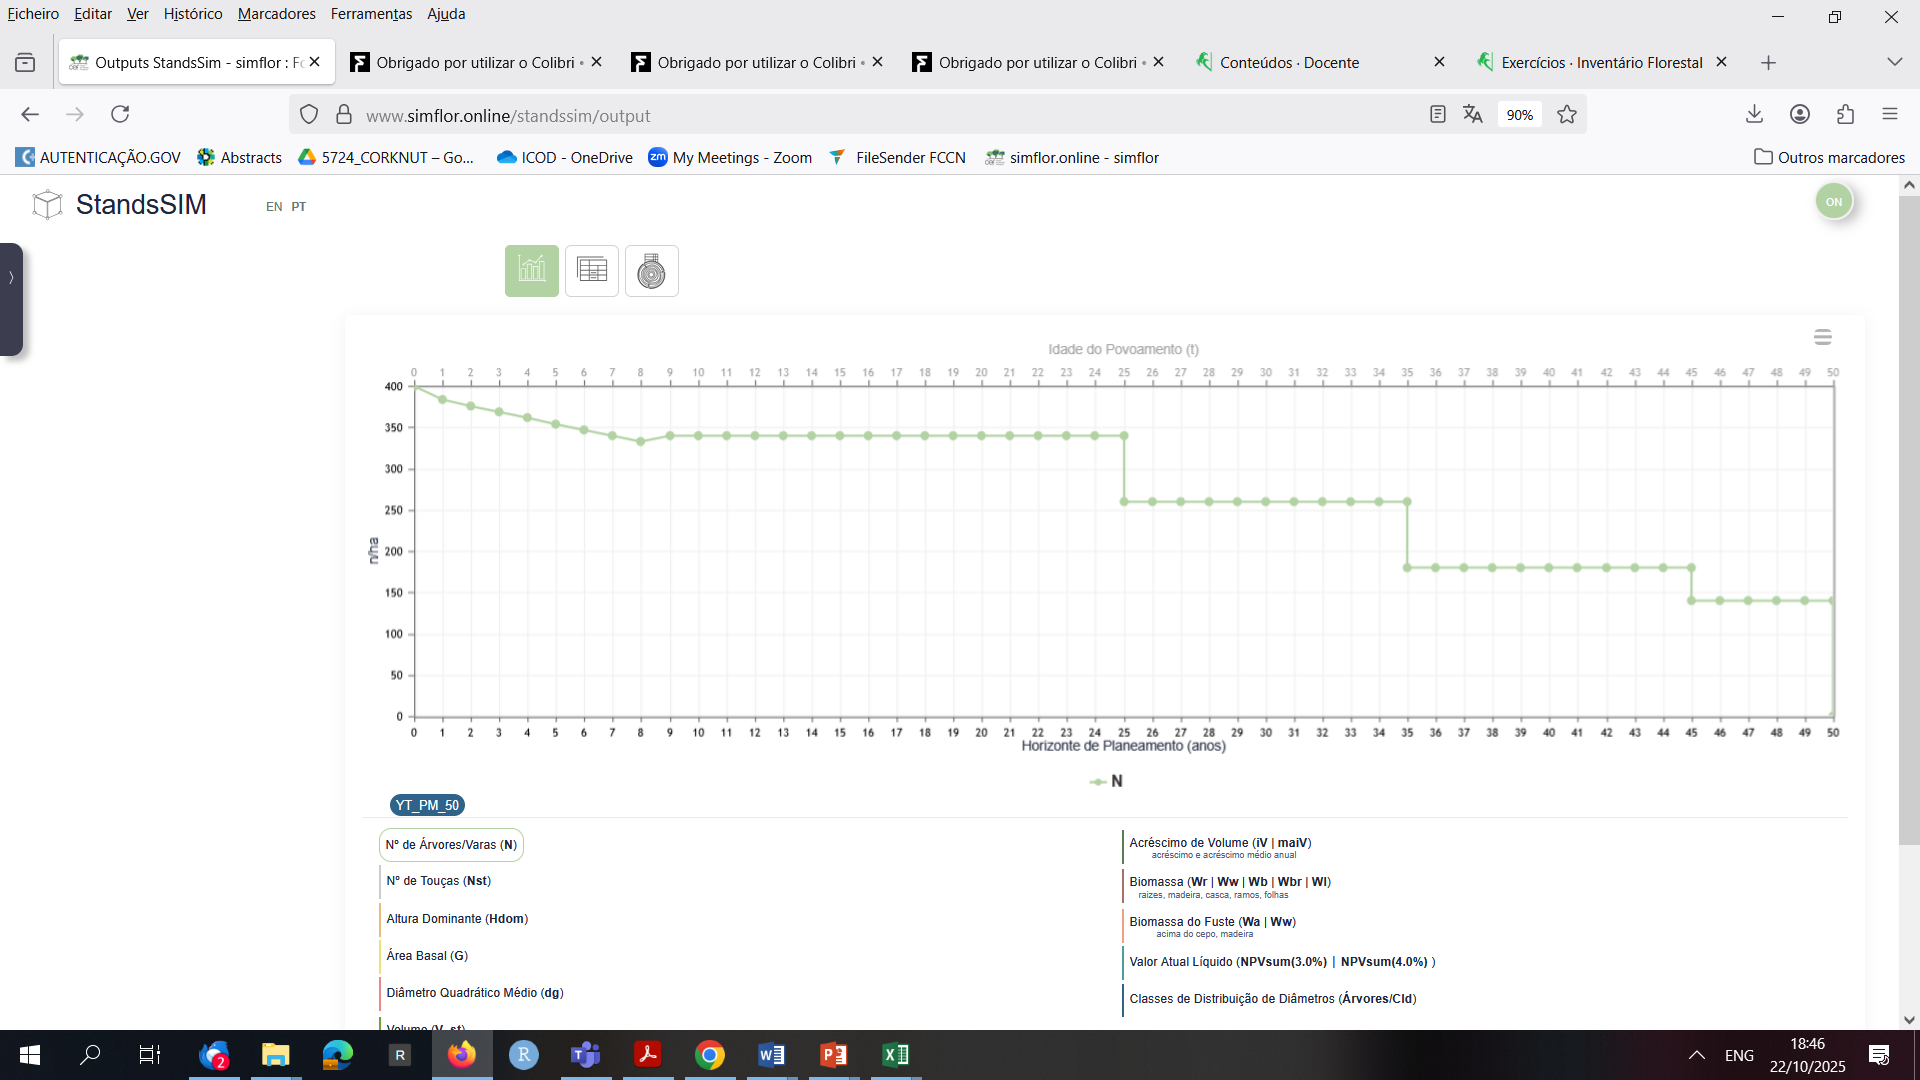 Ficheiro Editar Ver Histórico Marcadores Ferramentas Ajuda
Outputs StandsSim - simflor : Fo Obrigado por utilizar o Colibri • Obrigado por utilizar o Colibri • Obrigado por utilizar o Colibri • Conteúdos · Docente Exercícios · Inventário Florestal
www.simflor.online/standssim/output 90%
AUTENTICAÇÃO.GOV Abstracts 5724_CORKNUT – Go... ICOD - OneDrive zm My Meetings - Zoom FileSender FCCN simflor.online - simflor Outros marcadores
StandsSIM EN PT ON
Idade do Povoamento (t)
0 1 2 3 4 5 6 7 8 9 10 11 12 13 14 15 16 17 18 19 20 21 22 23 24 25 26 27 28 29 30 31 32 33 34 35 36 37 38 39 40 41 42 43 44 45 46 47 48 49 50
400
350
300
250
200
150
100
50
0
n/ha
0 1 2 3 4 5 6 7 8 9 10 11 12 13 14 15 16 17 18 19 20 21 22 23 24 25 26 27 28 29 30 31 32 33 34 35 36 37 38 39 40 41 42 43 44 45 46 47 48 49 50
Horizonte de Planeamento (anos)
N
YT_PM_50
Nº de Árvores/Varas (N)
Nº de Touças (Nst)
Altura Dominante (Hdom)
Área Basal (G)
Diâmetro Quadrático Médio (dg)
Volume (V_st)
Acréscimo de Volume (iV | maiV)
acréscimo e acréscimo médio anual
Biomassa (Wr | Ww | Wb | Wbr | Wl)
raizes, madeira, casca, ramos, folhas
Biomassa do Fuste (Wa | Ww)
acima do cepo, madeira
Valor Atual Líquido (NPVsum(3.0%) | NPVsum(4.0%) )
Classes de Distribuição de Diâmetros (Árvores/Cld)
2 R R ENG 18:46
22/10/2025